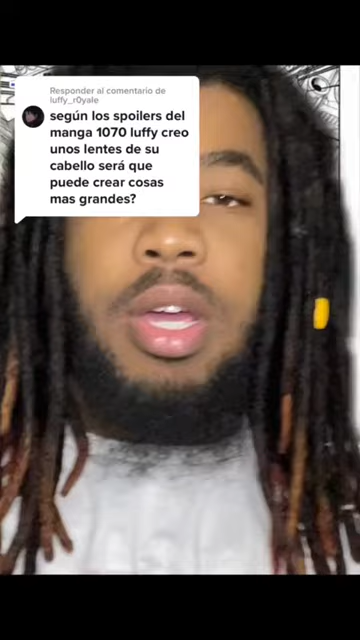 Responder al comentario de
luffy_r0yale
según los spoilers del
manga 1070 luffy creo
unos lentes de su
cabello será que
puede crear cosas
mas grandes?